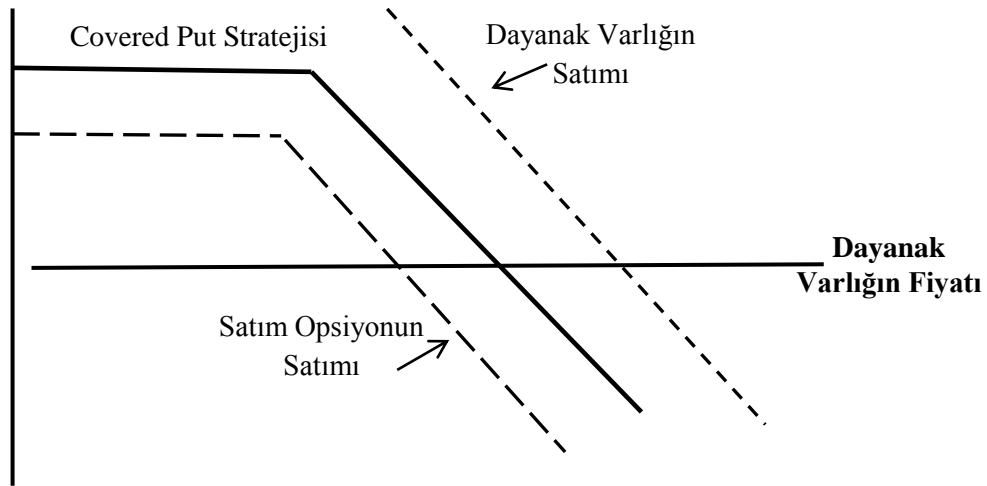 Covered Put Stratejisi
Dayanak Varlığın
Satımı
Dayanak
Varlığın Fiyatı
Satım Opsiyonun
Satımı